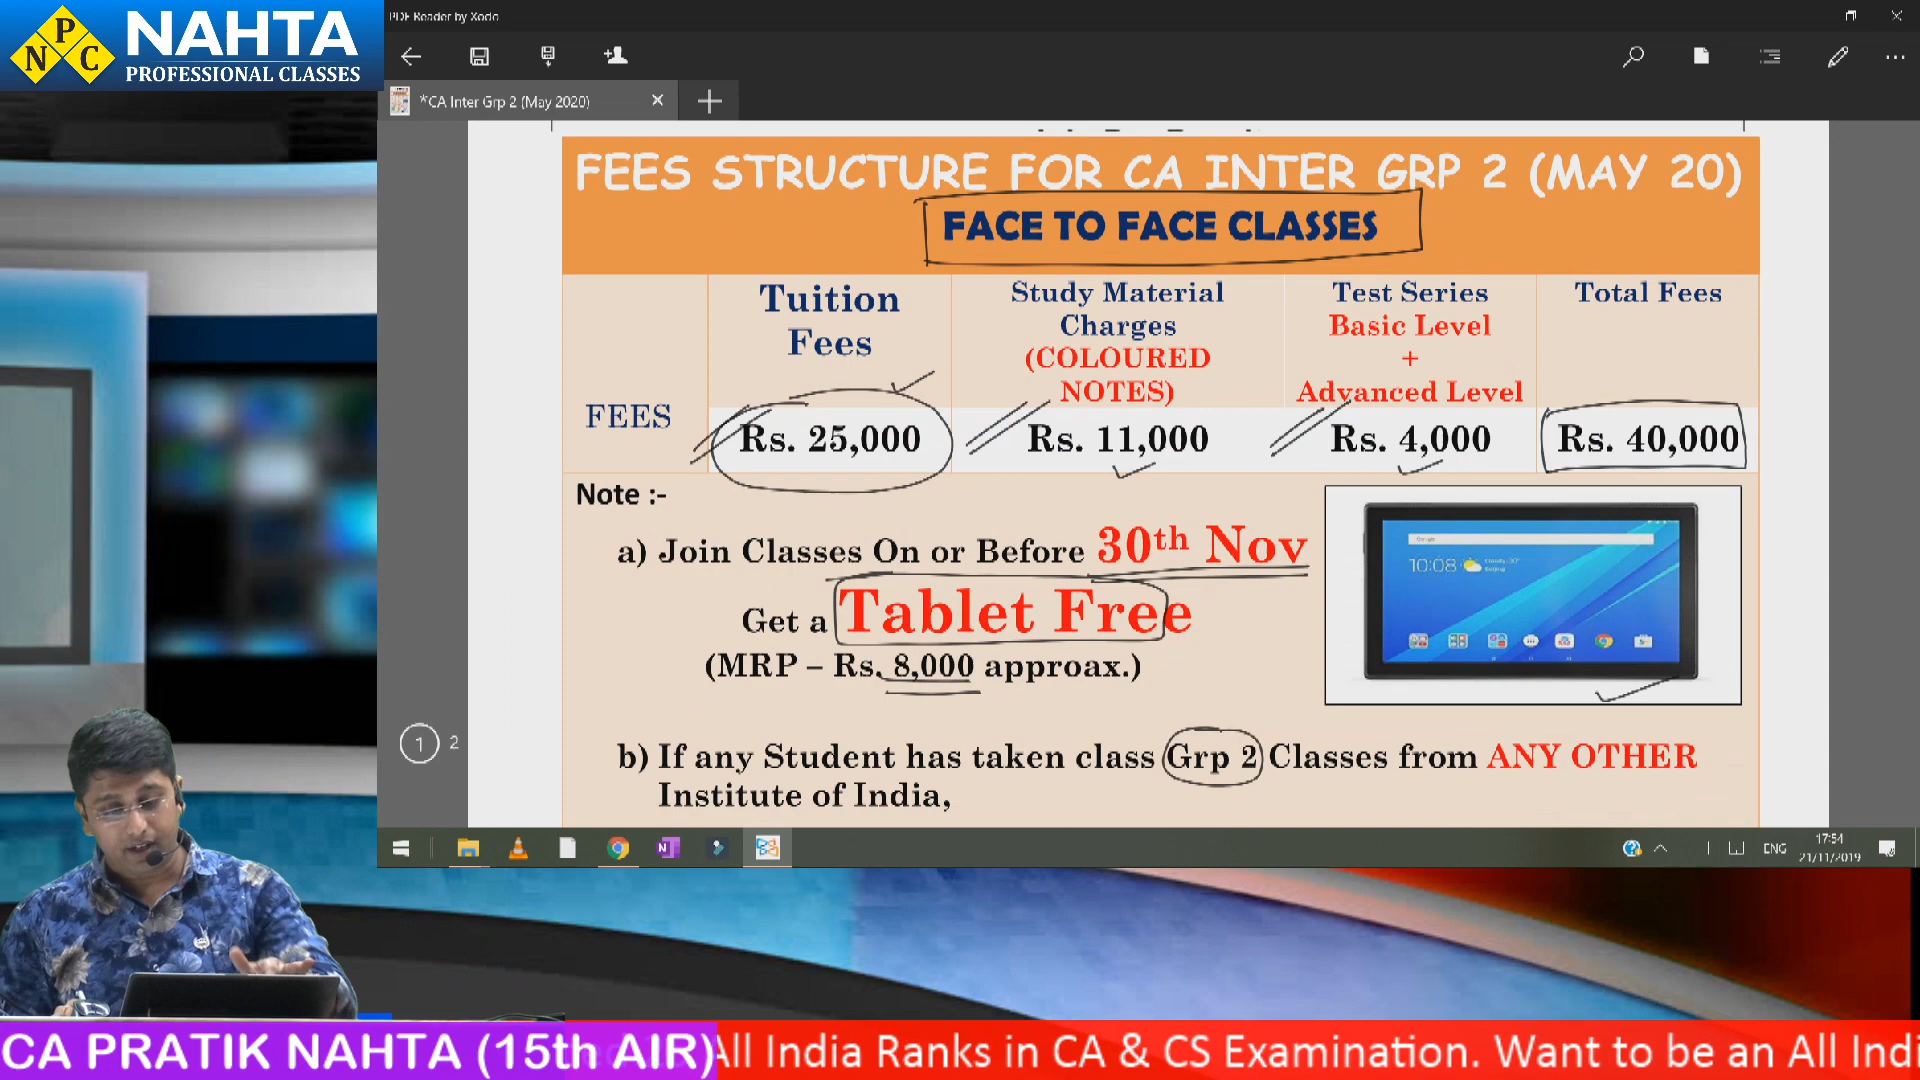 NPC NAHTA
PROFESSIONAL CLASSES
PDF Reader by Xodo
*CA Inter Grp 2 (May 2020)
FEES STRUCTURE FOR CA INTER GRP 2 (MAY 20)
FACE TO FACE CLASSES
FEES
Tuition
Fees
Study Material
Charges
(COLOURED
NOTES)
Test Series
Basic Level
+
Advanced Level
Total Fees
Rs. 25,000 Rs. 11,000 Rs. 4,000 Rs. 40,000
Note :-
a) Join Classes On or Before 30th Nov
Get a Tablet Free
(MRP – Rs. 8,000 approax.)
10:08
b) If any Student has taken class Grp 2 Classes from ANY OTHER
Institute of India,
1 2
ENG
17:54
21/11/2019
CA PRATIK NAHTA (15th AIR)
All India Ranks in CA & CS Examination. Want to be an All Indi